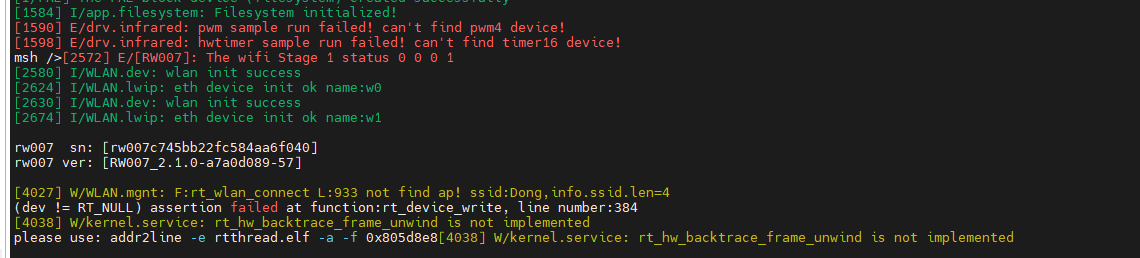 [1584] I/app.filesystem: Filesystem initialized!
[1590] E/drv.infrared: pwm sample run failed! can't find pwm4 device!
[1598] E/drv.infrared: hwtimer sample run failed! can't find timer16 device!
msh />[2572] E/[RW007]: The wifi Stage 1 status 0 0 0 1
[2580] I/WLAN.dev: wlan init success
[2624] I/WLAN.lwip: eth device init ok name:w0
[2630] I/WLAN.dev: wlan init success
[2674] I/WLAN.lwip: eth device init ok name:w1
rw007  sn: [rw007c745bb22fc584aa6f040]
rw007 ver: [RW007_2.1.0-a7a0d089-57]
[4027] W/WLAN.mgnt: F:rt_wlan_connect L:933 not find ap! ssid:Dong,info.ssid.len=4
(dev != RT_NULL) assertion failed at function:rt_device_write, line number:384
[4038] W/kernel.service: rt_hw_backtrace_frame_unwind is not implemented
please use: addr2line -e rtthread.elf -a -f 0x805d8e8[4038] W/kernel.service: rt_hw_backtrace_frame_unwind is not implemented